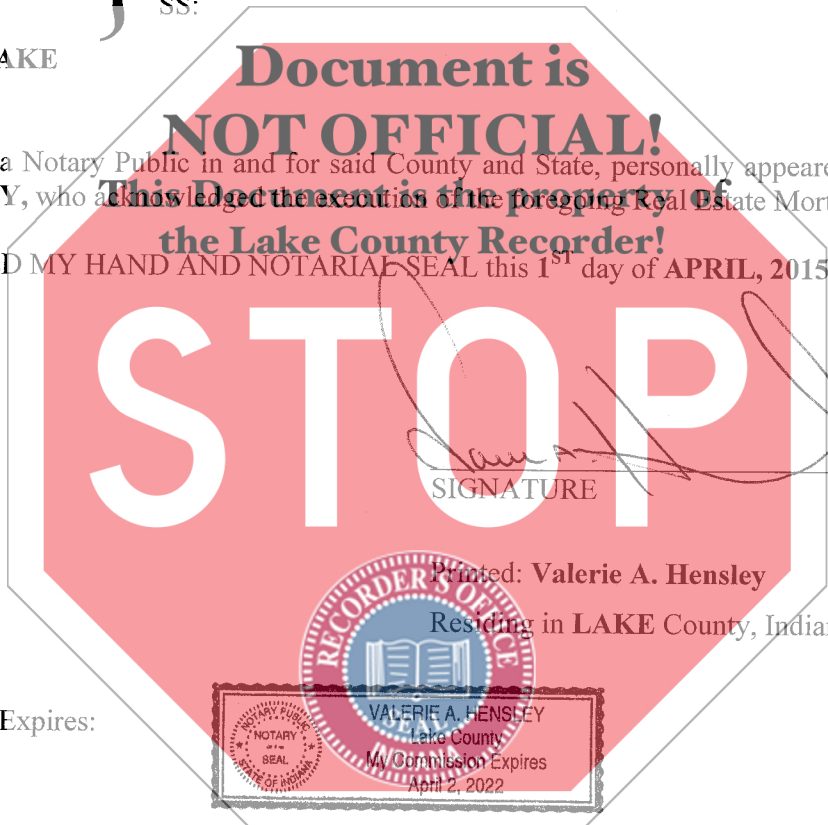 SS:
AKE
Document is
NOT OFFICIAL!
a Notary Public in and for said County and State, personally appeare
This Document is the property of
Y, who acknowledged the execution of the foregoing Real Estate Mort
the Lake County Recorder!
D MY HAND AND NOTARIAL SEAL this 1ST day of APRIL, 2015
STOP
SIGNATURE
Printed: Valerie A. Hensley
Residing in LAKE County, Indian
RECORDER'S OFFICE
SEAL
INDIANA
Expires:
NOTARY PUBLIC
NOTARY
SEAL
STATE OF INDIANA
VALERIE A. HENSLEY
Lake County
My Commission Expires
April 2, 2022